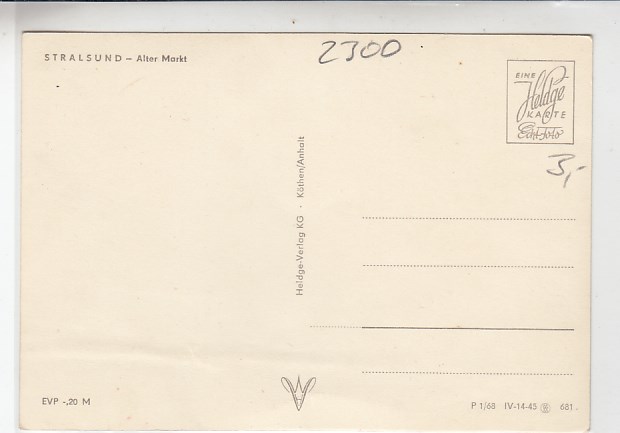 STRALSUND – Alter Markt
2300
EINE
Heldge
KARTE
Echt Foto
3,-
Heldge-Verlag KG · Köthen/Anhalt
EVP -,20 M
P 1/68 IV-14-45 681